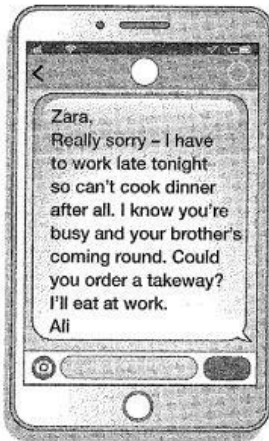 Zara,
Really sorry – I have
to work late tonight
so can't cook dinner
after all. I know you're
busy and your brother's
coming round. Could
you order a takeway?
I'll eat at work.
Ali